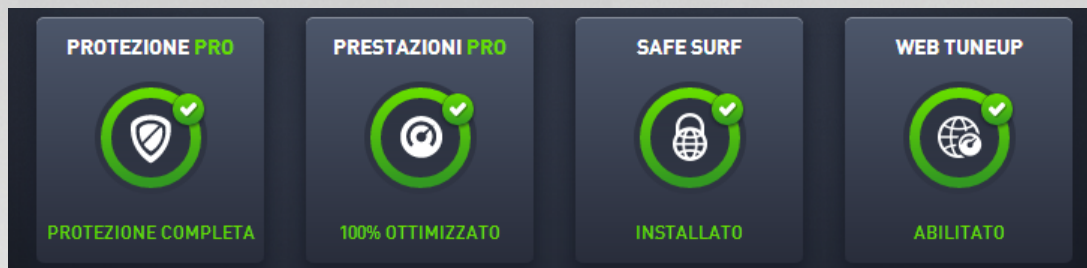 PROTEZIONE PRO
PRESTAZIONI PRO
SAFE SURF
WEB TUNEUP
PROTEZIONE COMPLETA
100% OTTIMIZZATO
INSTALLATO
ABILITATO